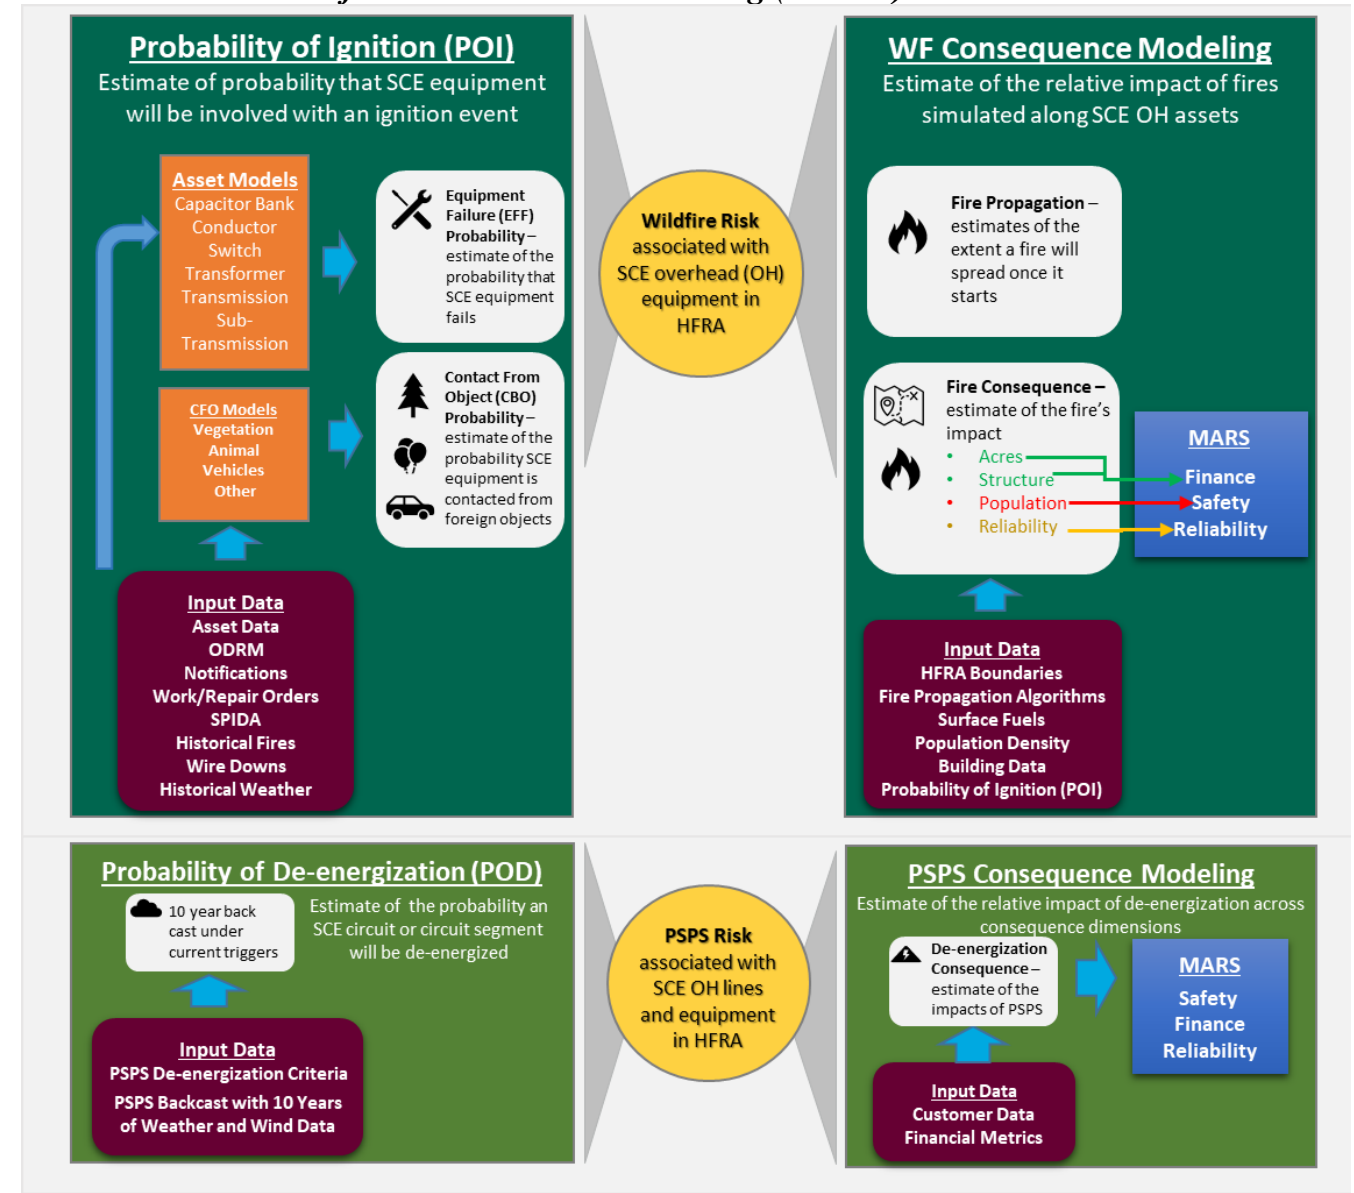 Probability of Ignition (POI)
Estimate of probability that SCE equipment
will be involved with an ignition event
Asset Models
Capacitor Bank
Conductor
Switch
Transformer
Transmission
Sub-
Transmission
Equipment
Failure (EFF)
Probability –
estimate of the
probability that
SCE equipment
fails
CFO Models
Vegetation
Animal
Vehicles
Other
Contact From
Object (CBO)
Probability –
estimate of the
probability SCE
equipment is
contacted from
foreign objects
Input Data
Asset Data
ODRM
Notifications
Work/Repair Orders
SPIDA
Historical Fires
Wire Downs
Historical Weather
Wildfire Risk
associated with
SCE overhead (OH)
equipment in
HFRA
WF Consequence Modeling
Estimate of the relative impact of fires
simulated along SCE OH assets
Fire Propagation –
estimates of the
extent a fire will
spread once it
starts
Fire Consequence –
estimate of the fire's
impact
• Acres
• Structure
• Population
• Reliability
MARS
Finance
Safety
Reliability
Input Data
HFRA Boundaries
Fire Propagation Algorithms
Surface Fuels
Population Density
Building Data
Probability of Ignition (POI)
Probability of De-energization (POD)
10 year back
cast under
current triggers
Estimate of the probability an
SCE circuit or circuit segment
will be de-energized
Input Data
PSPS De-energization Criteria
PSPS Backcast with 10 Years
of Weather and Wind Data
PSPS Risk
associated with
SCE OH lines
and equipment
in HFRA
PSPS Consequence Modeling
Estimate of the relative impact of de-energization across
consequence dimensions
De-energization
Consequence –
estimate of the
impacts of PSPS
MARS
Safety
Finance
Reliability
Input Data
Customer Data
Financial Metrics